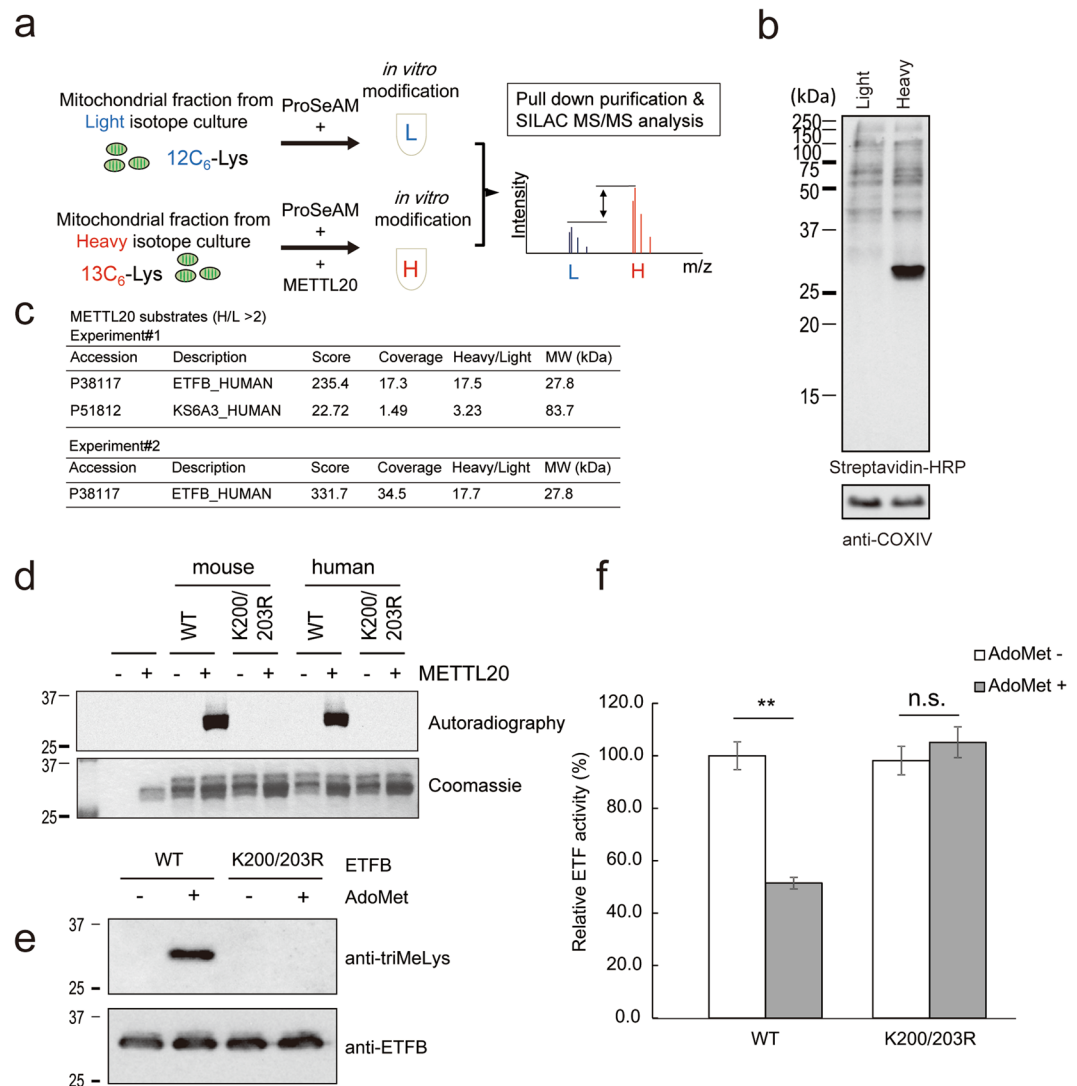 a
Mitochondrial fraction from
Light isotope culture
12C6-Lys
ProSeAM
+
in vitro
modification
L
Pull down purification &
SILAC MS/MS analysis
Mitochondrial fraction from
Heavy isotope culture
13C6-Lys
ProSeAM
+
+
METTL20
in vitro
modification
H
Intensity
L
H
m/z
b
(kDa)
Light
Heavy
250
150
100
75
50
37
25
20
15
Streptavidin-HRP
anti-COXIV
c
METTL20 substrates (H/L >2)
Experiment#1
Accession Description Score Coverage Heavy/Light MW (kDa)
P38117 ETFB_HUMAN 235.4 17.3 17.5 27.8
P51812 KS6A3_HUMAN 22.72 1.49 3.23 83.7
Experiment#2
Accession Description Score Coverage Heavy/Light MW (kDa)
P38117 ETFB_HUMAN 331.7 34.5 17.7 27.8
d
mouse human
WT K200/203R WT K200/203R
- + - + - + - + - + METTL20
37
25
Autoradiography
37
25
Coomassie
e
WT K200/203R ETFB
- + - + AdoMet
37
25
anti-triMeLys
37
25
anti-ETFB
f
AdoMet -
AdoMet +
Relative ETF activity (%)
120.0
100.0
80.0
60.0
40.0
20.0
0.0
**
n.s.
WT K200/203R